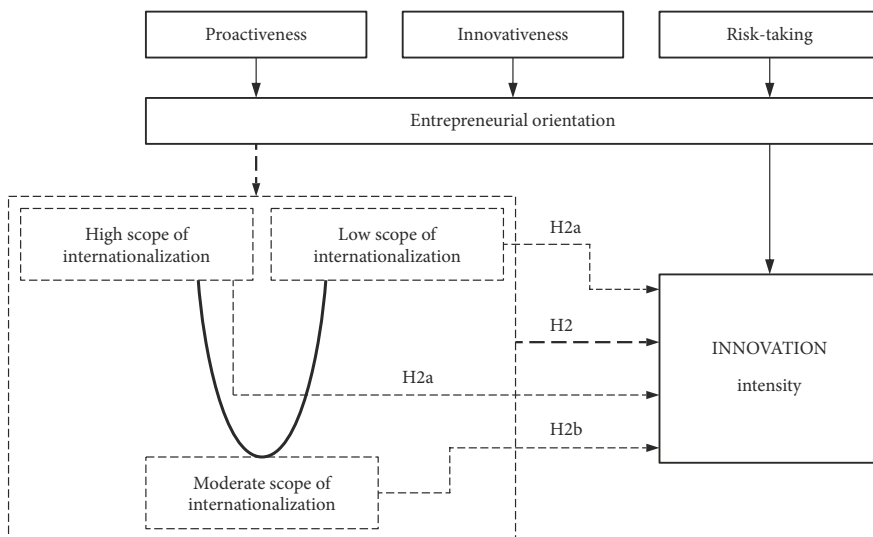 Proactiveness
Innovativeness
Risk-taking
Entrepreneurial orientation
High scope of
internationalization
Low scope of
internationalization
H2a
H2
H2a
H2b
INNOVATION
intensity
Moderate scope of
internationalization